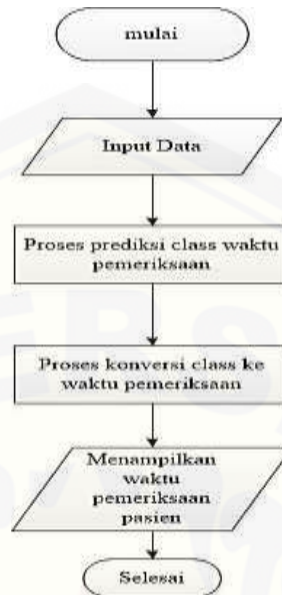 mulai
Input Data
Proses prediksi class waktu
pemeriksaan
Proses konversi class ke
waktu pemeriksaan
Menampilkan
waktu
pemeriksaan
pasien
Selesai